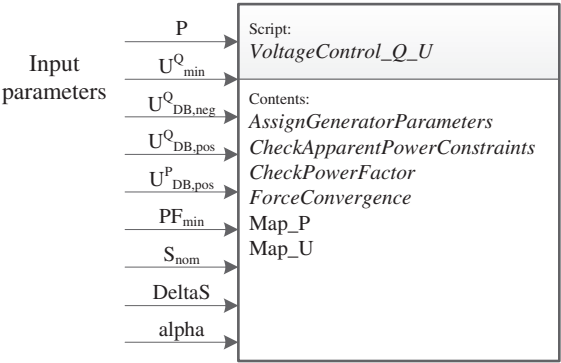 Input
parameters
P
U^Q_min
U^Q_DB,neg
U^Q_DB,pos
U^P_DB,pos
PF_min
S_nom
DeltaS
alpha
Script:
VoltageControl_Q_U
Contents:
AssignGeneratorParameters
CheckApparentPowerConstraints
CheckPowerFactor
ForceConvergence
Map_P
Map_U